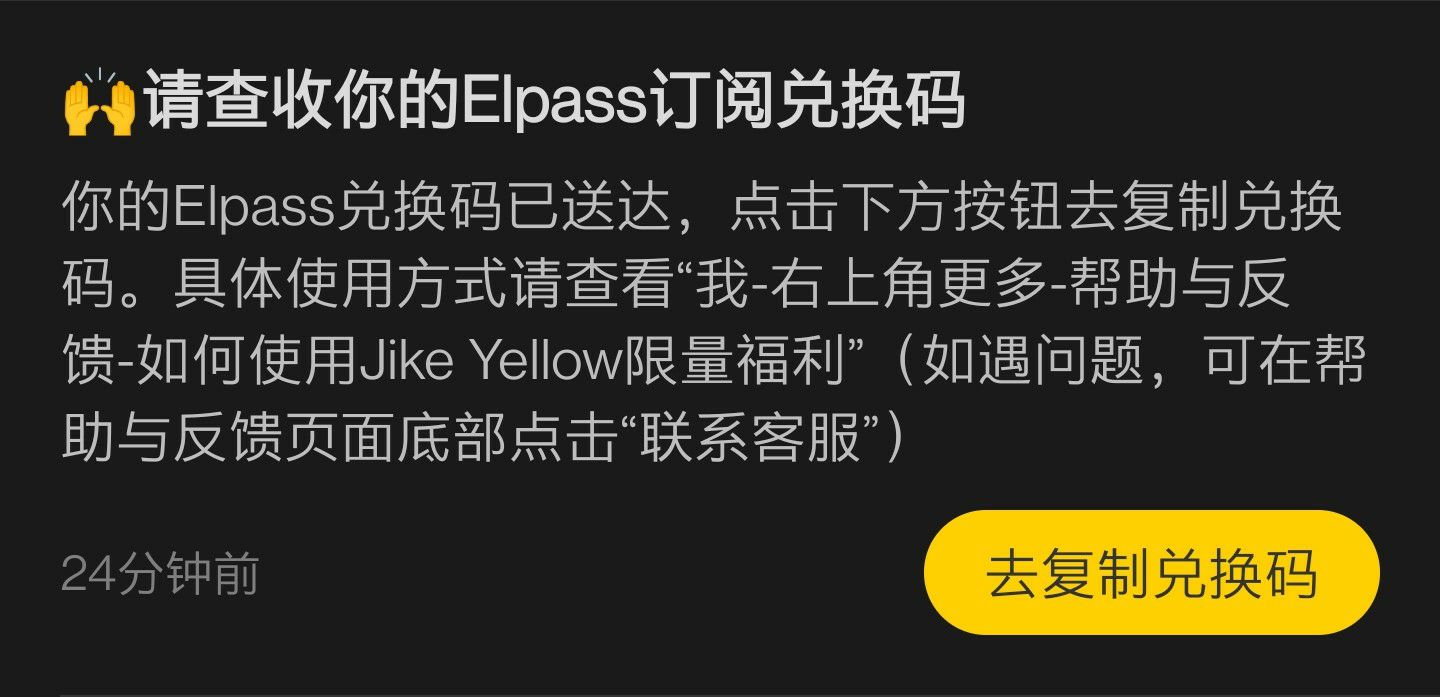 🙌请查收你的Elpass订阅兑换码
你的Elpass兑换码已送达，点击下方按钮去复制兑换
码。具体使用方式请查看“我-右上角更多-帮助与反
馈-如何使用Jike Yellow限量福利”（如遇问题，可在帮
助与反馈页面底部点击“联系客服”）
24分钟前
去复制兑换码